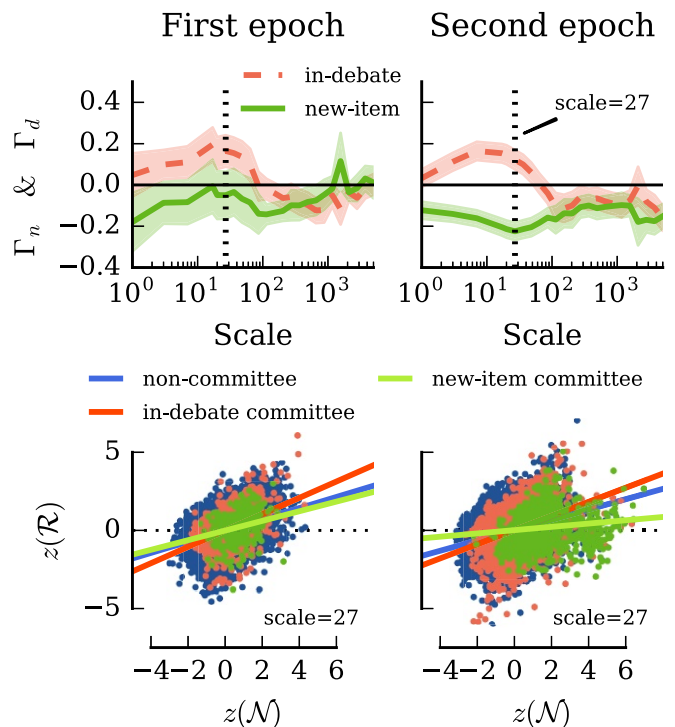 First epoch Second epoch
in-debate
new-item
scale=27
Γn & Γd
0.4
0.2
0.0
−0.2
−0.4
10^0 10^1 10^2 10^3
10^0 10^1 10^2 10^3
Scale Scale
non-committee
in-debate committee
new-item committee
z(R)
5
0
−5
scale=27 scale=27
−4 −2 0 2 4 6
−4 −2 0 2 4 6
z(N) z(N)